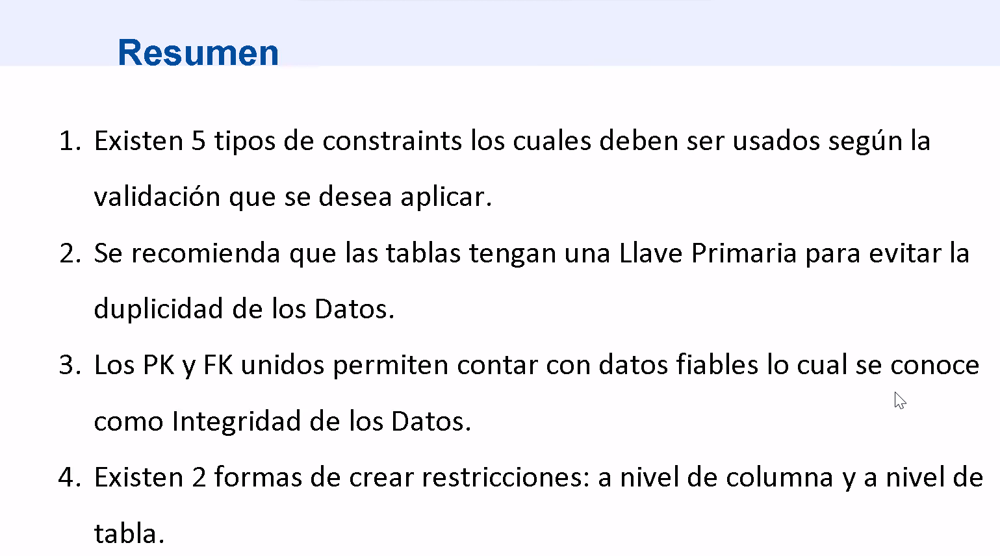 Resumen
1. Existen 5 tipos de constraints los cuales deben ser usados según la
validación que se desea aplicar.
2. Se recomienda que las tablas tengan una Llave Primaria para evitar la
duplicidad de los Datos.
3. Los PK y FK unidos permiten contar con datos fiables lo cual se conoce
como Integridad de los Datos.
4. Existen 2 formas de crear restricciones: a nivel de columna y a nivel de
tabla.